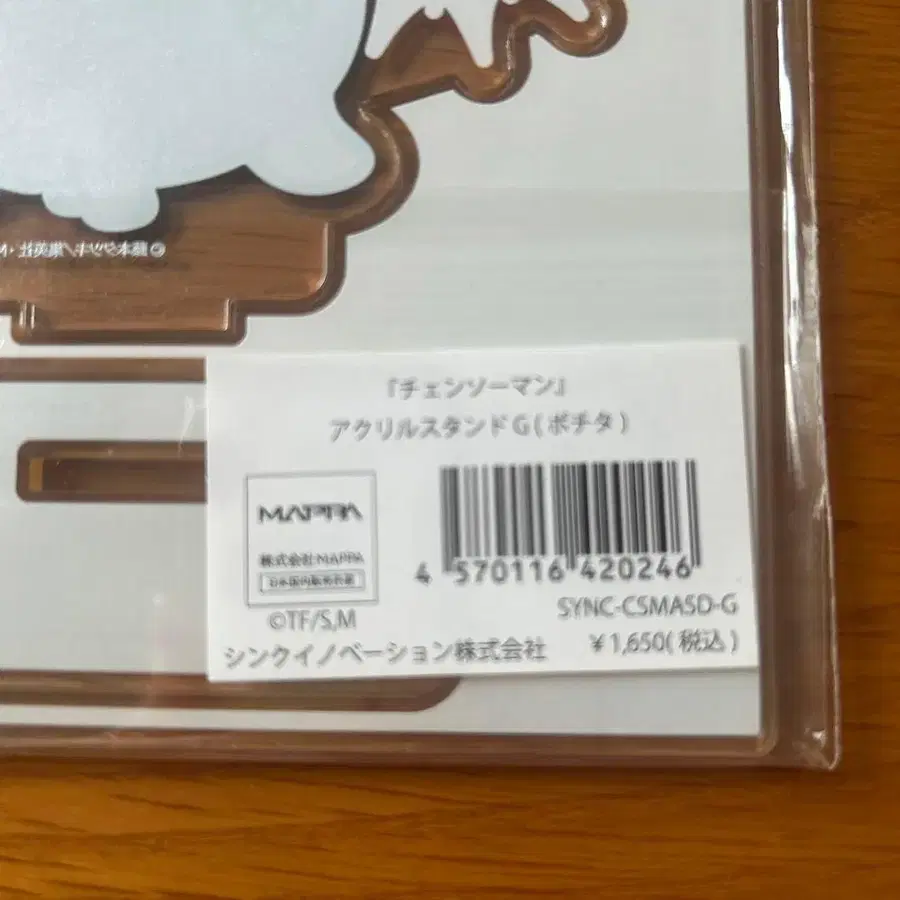 『チェンソーマン』
アクリルスタンドG(ポチタ)
MAPPA
株式会社MAPPA
日本国内販売許諾
4 570116 420246
©TF/S,M
SYNC-CSMASD-G
シンクイノベーション株式会社
¥1,650(税込)